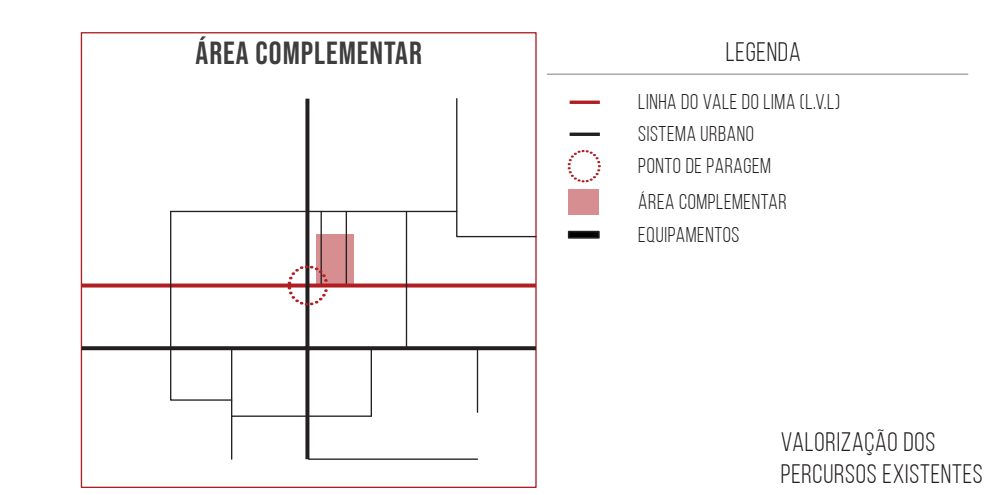 ÁREA COMPLEMENTAR
LEGENDA
LINHA DO VALE DO LIMA (L.V.L)
SISTEMA URBANO
PONTO DE PARAGEM
ÁREA COMPLEMENTAR
EQUIPAMENTOS
VALORIZAÇÃO DOS
PERCURSOS EXISTENTES